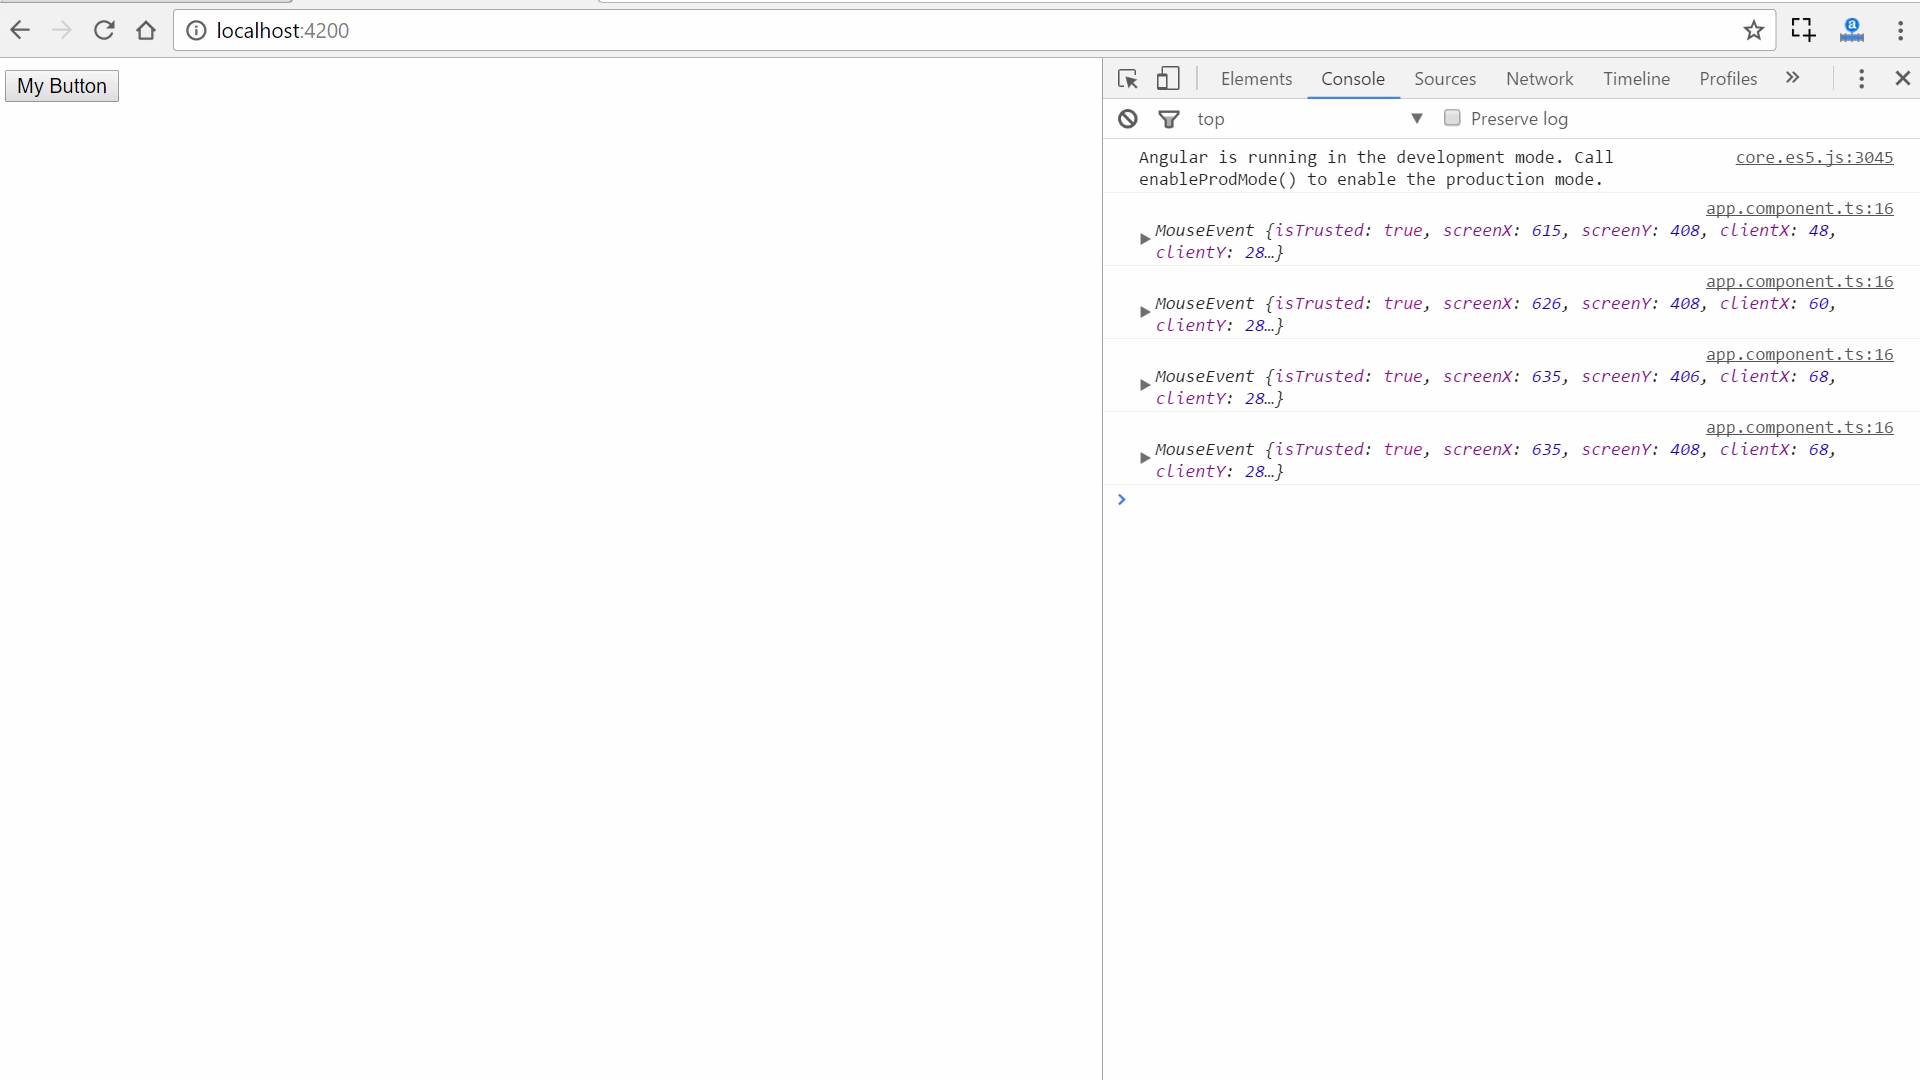 localhost:4200
My Button
Elements Console Sources Network Timeline Profiles »
top Preserve log
Angular is running in the development mode. Call core.es5.js:3045
enableProdMode() to enable the production mode.
app.component.ts:16
MouseEvent {isTrusted: true, screenX: 615, screenY: 408, clientX: 48,
clientY: 28…}
app.component.ts:16
MouseEvent {isTrusted: true, screenX: 626, screenY: 408, clientX: 60,
clientY: 28…}
app.component.ts:16
MouseEvent {isTrusted: true, screenX: 635, screenY: 406, clientX: 68,
clientY: 28…}
app.component.ts:16
MouseEvent {isTrusted: true, screenX: 635, screenY: 408, clientX: 68,
clientY: 28…}